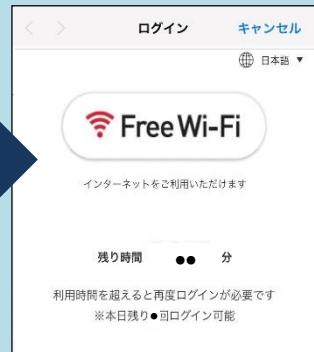 ログイン キャンセル
日本語 ▼
Free Wi-Fi
インターネットをご利用いただけます
残り時間 ●● 分
利用時間を超えると再度ログインが必要です
※本日残り●回ログイン可能